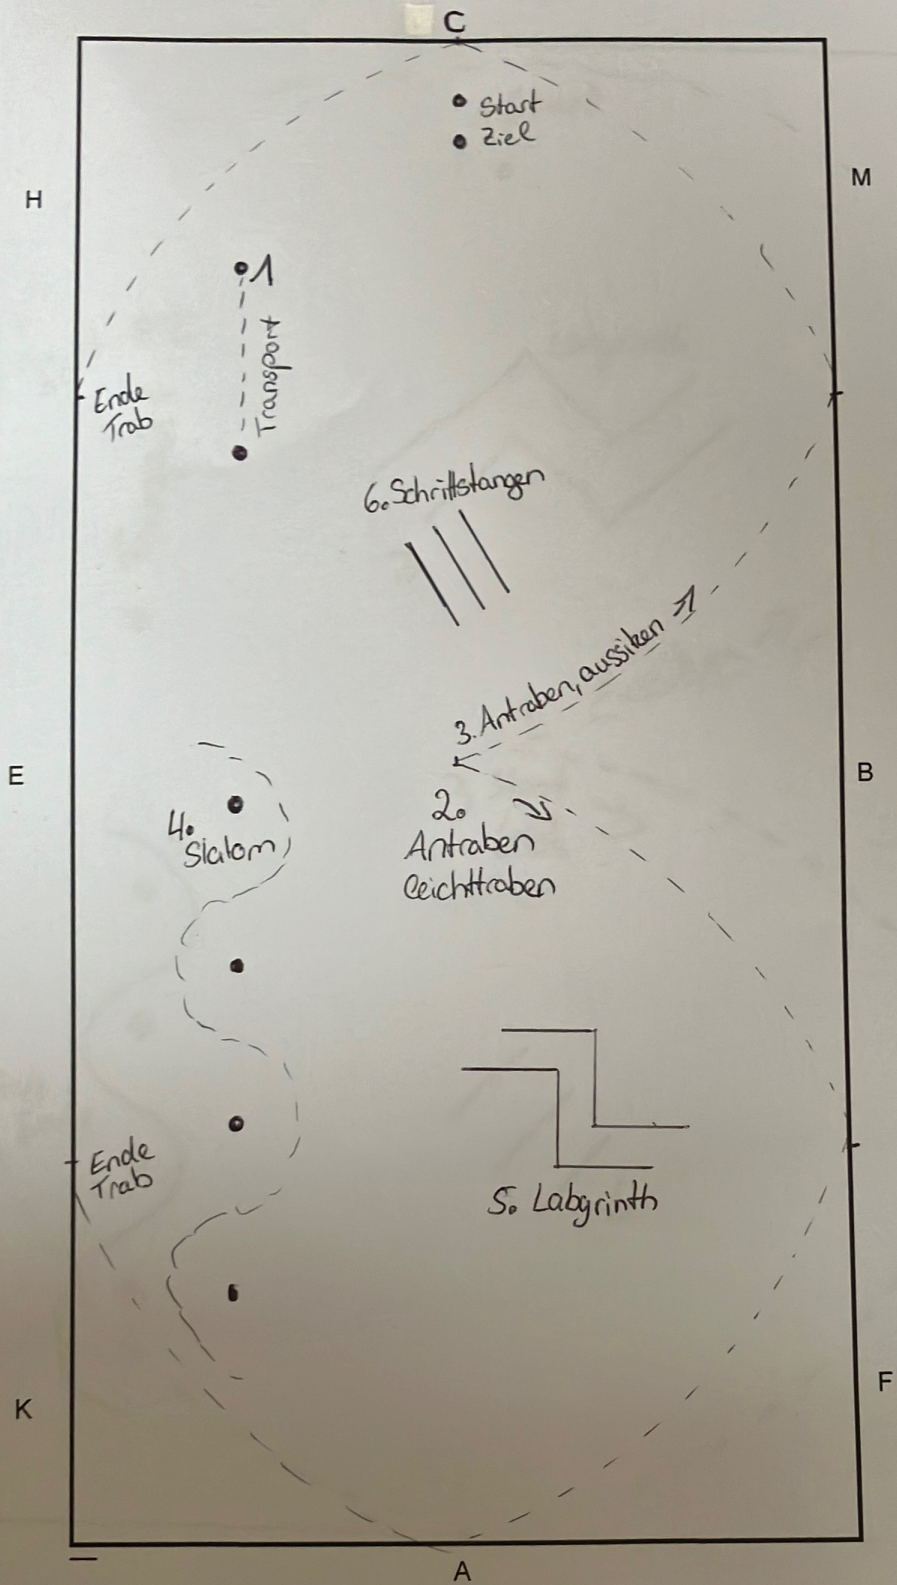 C
Start
Ziel
H
M
1
Transport
Ende
Trab
6. Schrittstangen
3. Antraben, aussitzen
E
B
2.
Antraben
leichttraben
4.
Slalom
Ende
Trab
5. Labyrinth
K
F
A